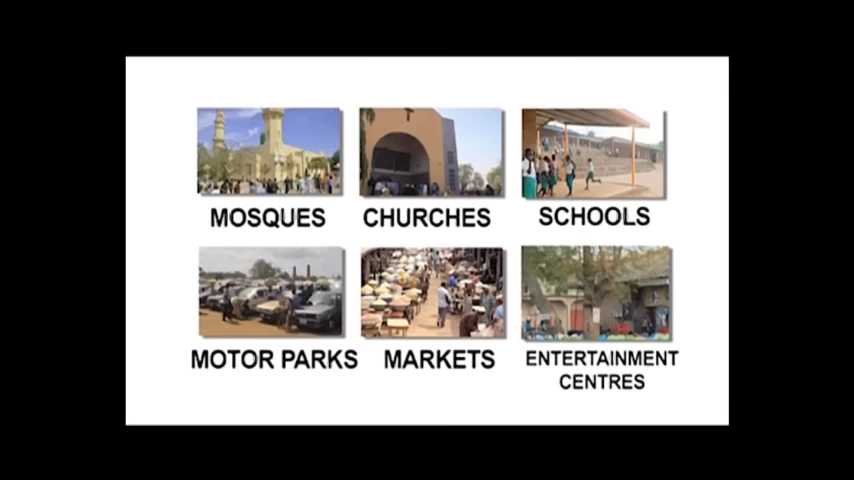 MOSQUES
CHURCHES
SCHOOLS
MOTOR PARKS
MARKETS
ENTERTAINMENT
CENTRES